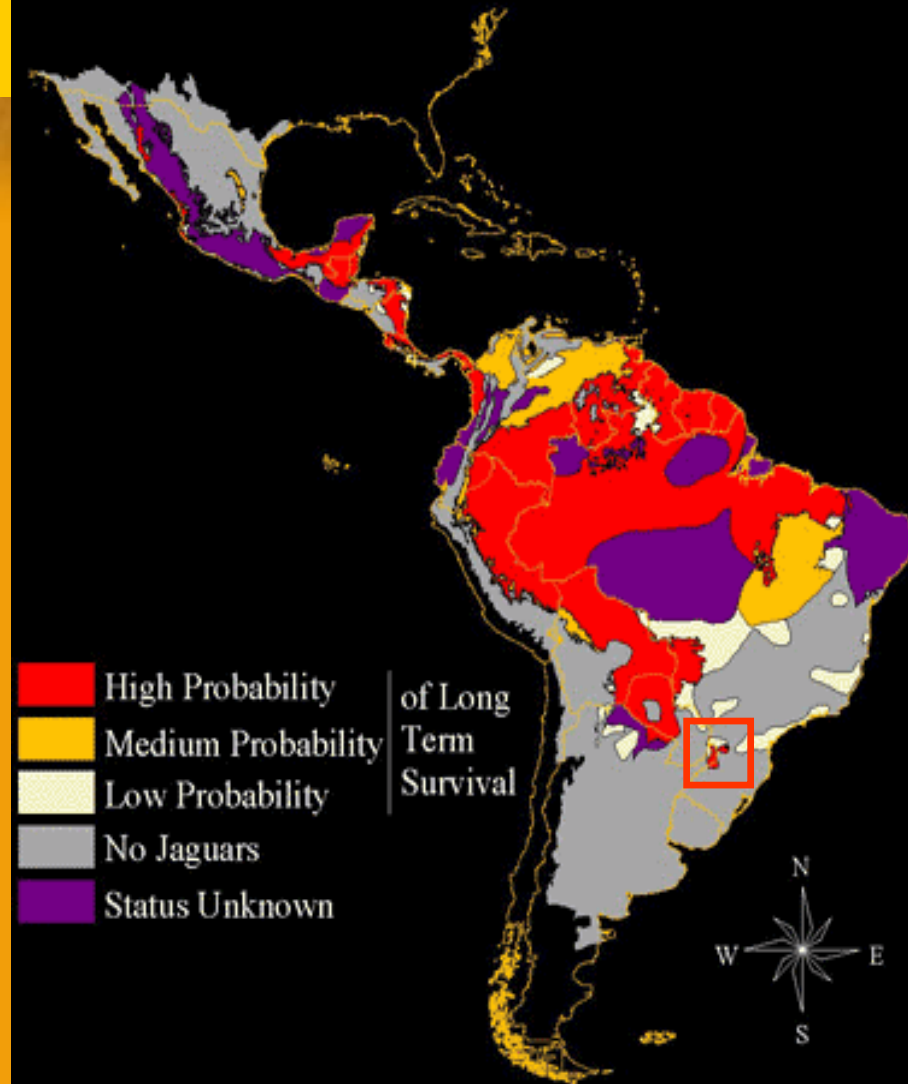 High Probability
Medium Probability
Low Probability
of Long
Term
Survival
No Jaguars
Status Unknown
N
W E
S